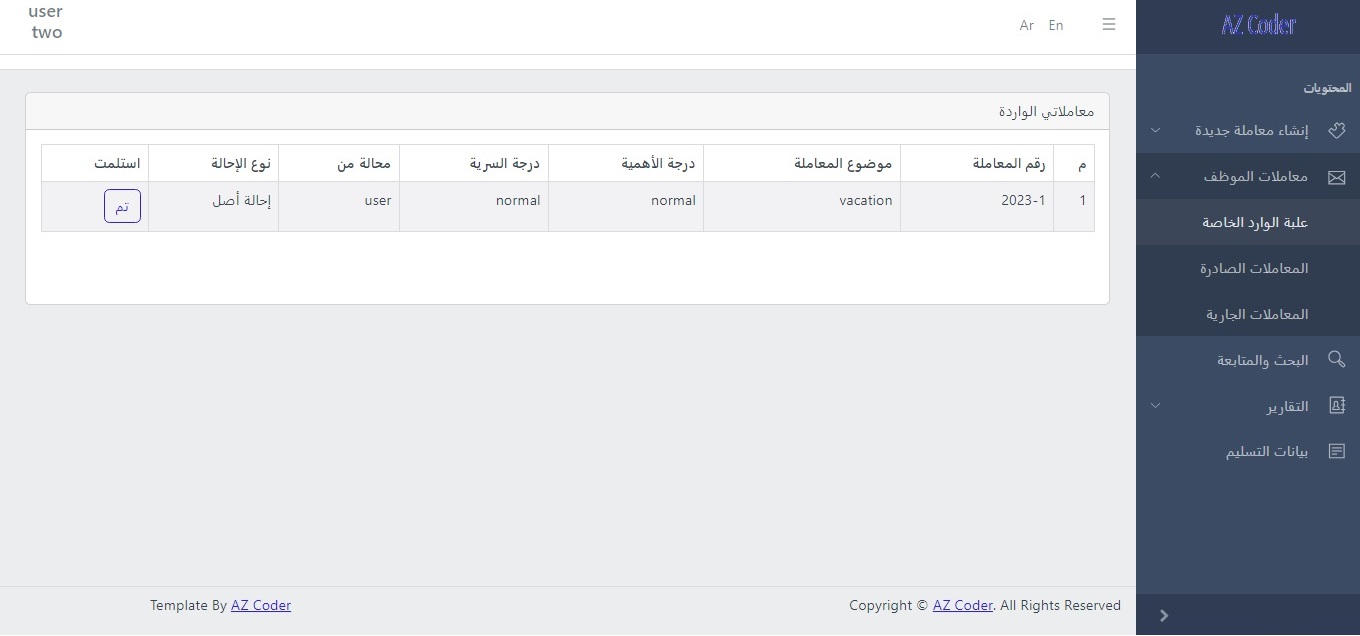 user
two
Ar En
AZ Coder
المحتويات
إنشاء معاملة جديدة
معاملات الموظف
علبة الوارد الخاصة
المعاملات الصادرة
المعاملات الجارية
البحث والمتابعة
التقارير
بيانات التسليم
معاملاتي الواردة
م رقم المعاملة موضوع المعاملة درجة الأهمية درجة السرية محالة من نوع الإحالة استلمت
1 2023-1 vacation normal normal user إحالة أصل تم
Template By AZ Coder
Copyright © AZ Coder. All Rights Reserved